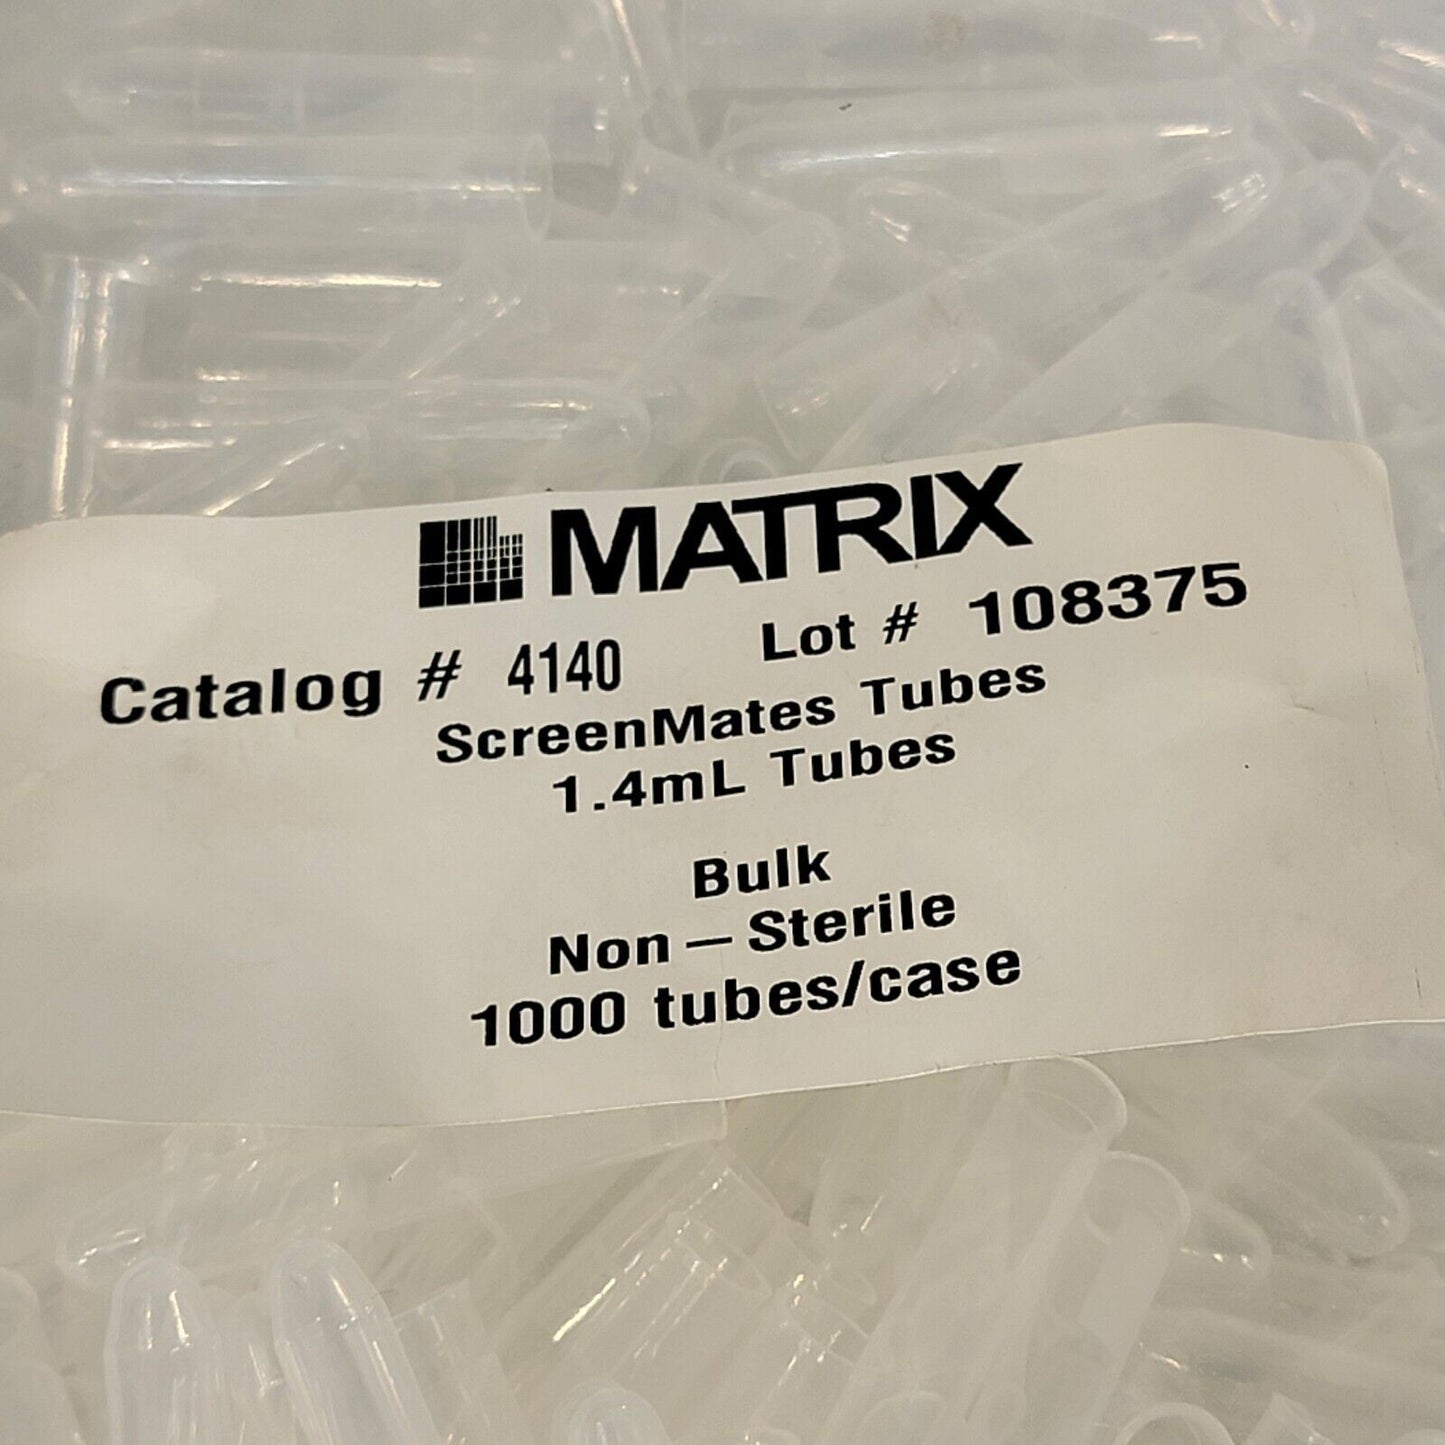 MATRIX
Catalog # 4140 Lot # 108375
ScreenMates Tubes
1.4mL Tubes
Bulk
Non-Sterile
1000 tubes/case